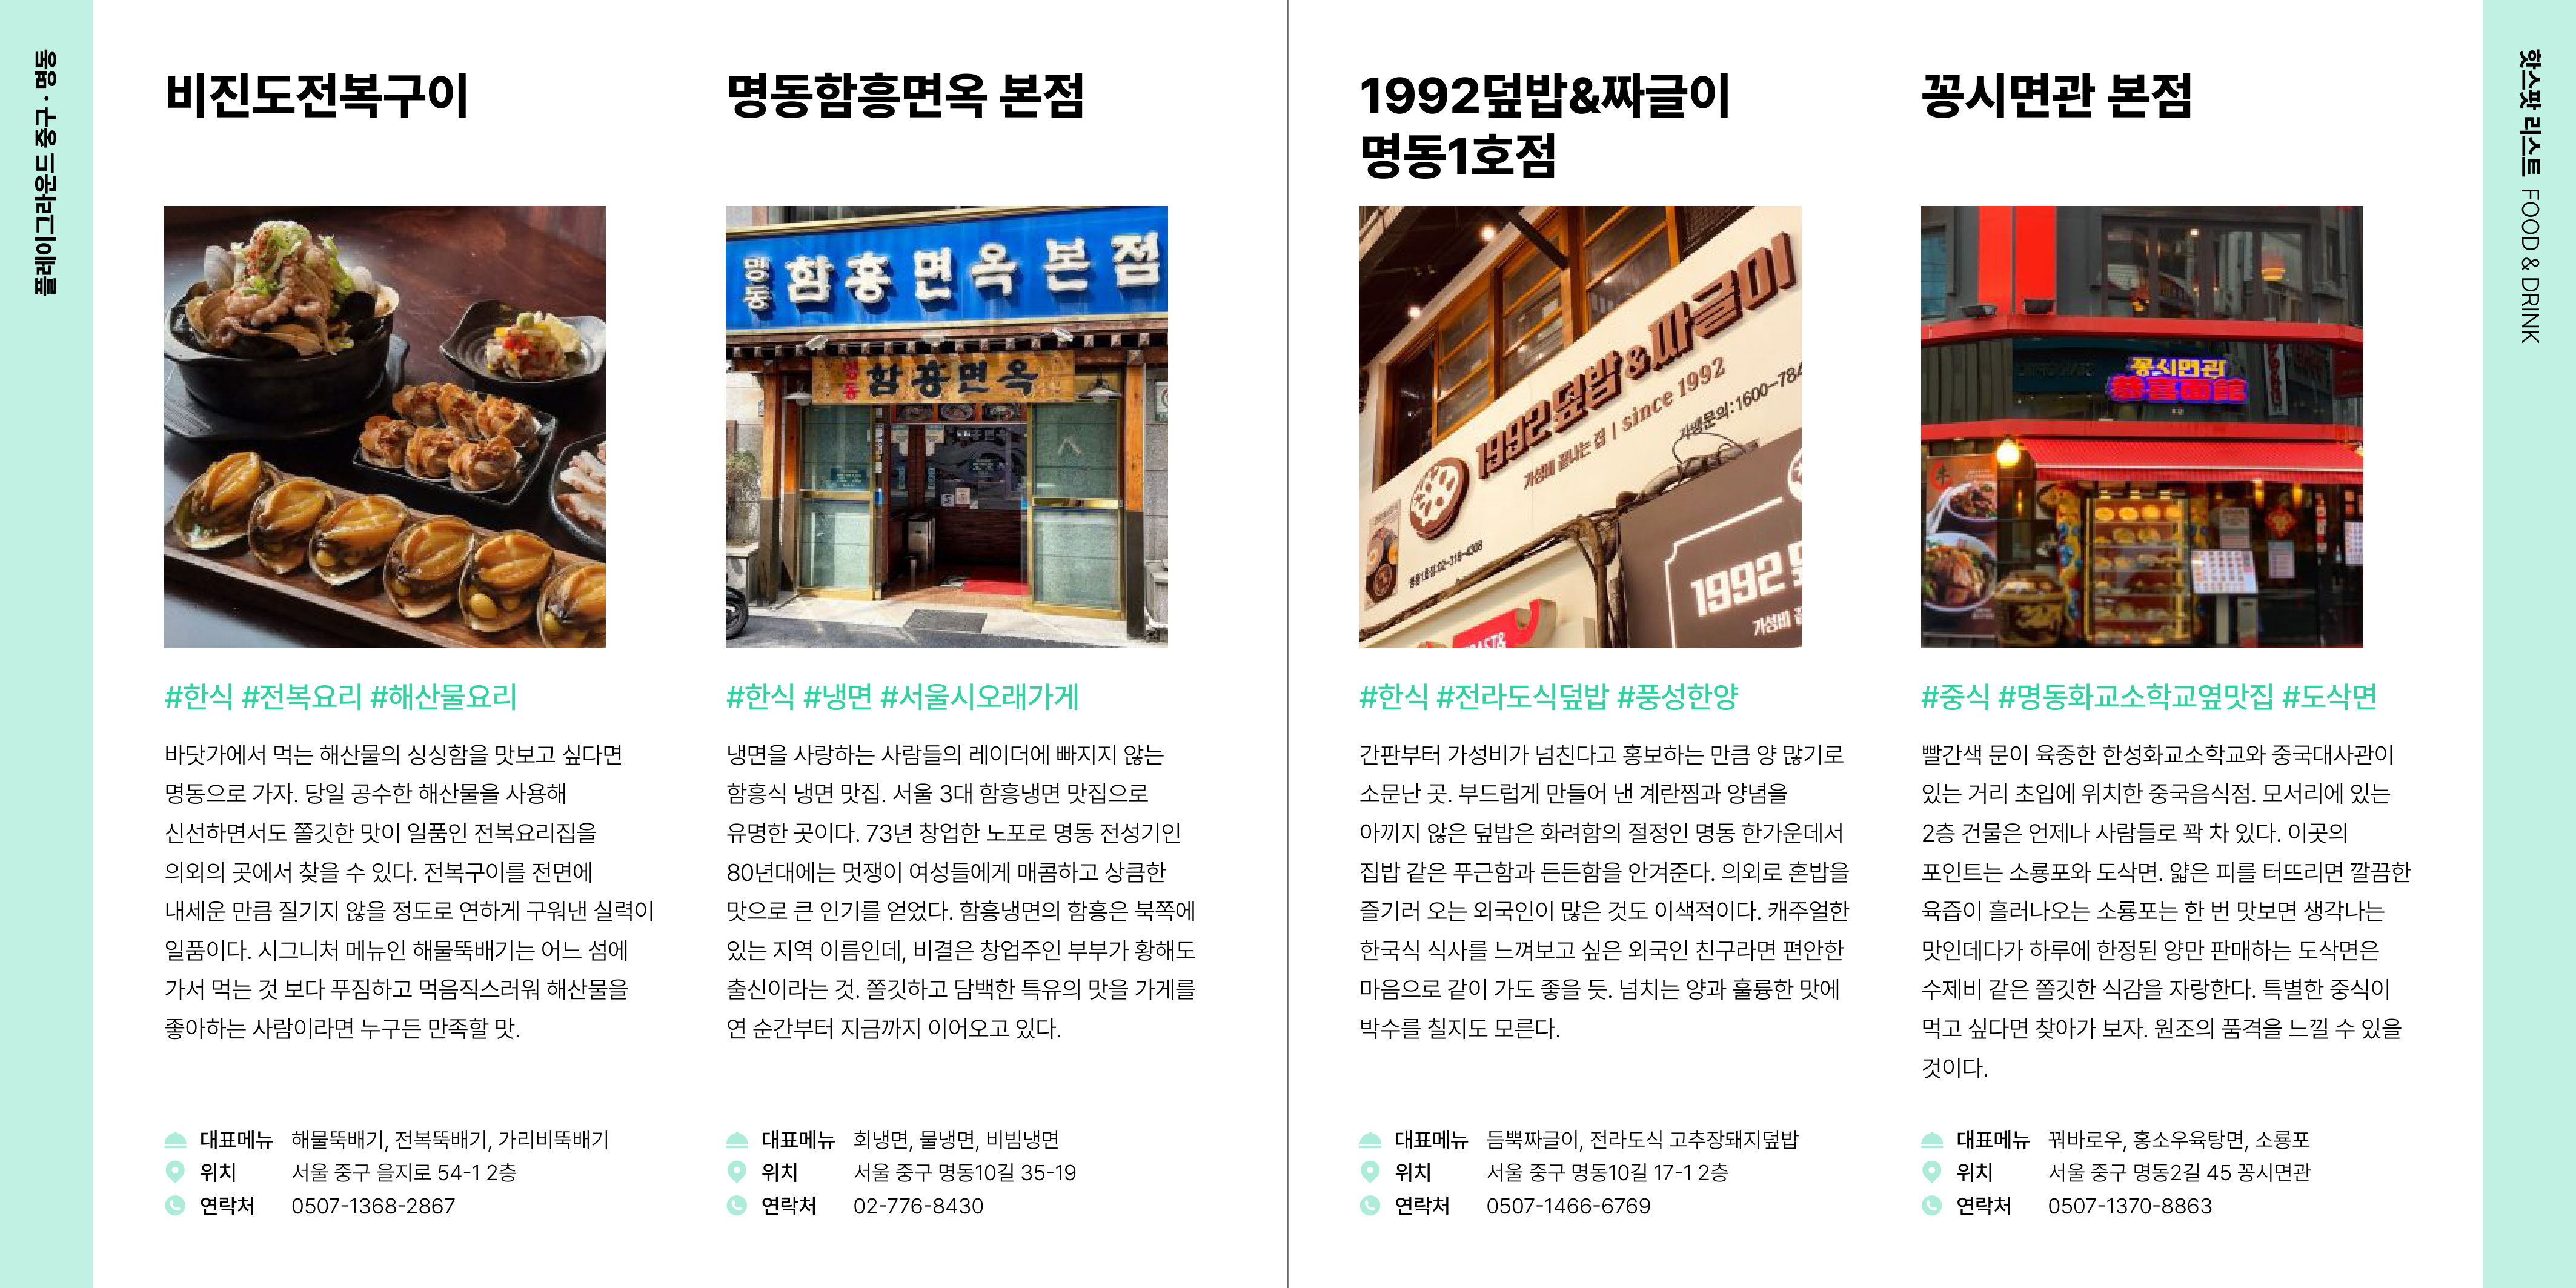 플레이그라운드 중구 · 명동
비진도전복구이
#한식 #전복요리 #해산물요리
바닷가에서 먹는 해산물의 싱싱함을 맛보고 싶다면
명동으로 가자. 당일 공수한 해산물을 사용해
신선하면서도 쫄깃한 맛이 일품인 전복요리집을
의외의 곳에서 찾을 수 있다. 전복구이를 전면에
내세운 만큼 질기지 않을 정도로 연하게 구워낸 실력이
일품이다. 시그니처 메뉴인 해물뚝배기는 어느 섬에
가서 먹는 것 보다 푸짐하고 먹음직스러워 해산물을
좋아하는 사람이라면 누구든 만족할 맛.
대표메뉴 해물뚝배기, 전복뚝배기, 가리비뚝배기
위치 서울 중구 을지로 54-1 2층
연락처 0507-1368-2867
명동함흥면옥 본점
명동 함흥면옥본점
명동 함흥면옥
#한식 #냉면 #서울시오래가게
냉면을 사랑하는 사람들의 레이더에 빠지지 않는
함흥식 냉면 맛집. 서울 3대 함흥냉면 맛집으로
유명한 곳이다. 73년 창업한 노포로 명동 전성기인
80년대에는 멋쟁이 여성들에게 매콤하고 상큼한
맛으로 큰 인기를 얻었다. 함흥냉면의 함흥은 북쪽에
있는 지역 이름인데, 비결은 창업주인 부부가 황해도
출신이라는 것. 쫄깃하고 담백한 특유의 맛을 가게를
연 순간부터 지금까지 이어오고 있다.
대표메뉴 회냉면, 물냉면, 비빔냉면
위치 서울 중구 명동10길 35-19
연락처 02-776-8430
1992덮밥&짜글이
명동1호점
1992덮밥&짜글이
가성비 끝나는 집 | since 1992
가맹문의:1600-784
명동1호점:02-318-4308
1992
가성비
#한식 #전라도식덮밥 #풍성한양
간판부터 가성비가 넘친다고 홍보하는 만큼 양 많기로
소문난 곳. 부드럽게 만들어 낸 계란찜과 양념을
아끼지 않은 덮밥은 화려함의 절정인 명동 한가운데서
집밥 같은 푸근함과 든든함을 안겨준다. 의외로 혼밥을
즐기러 오는 외국인이 많은 것도 이색적이다. 캐주얼한
한국식 식사를 느껴보고 싶은 외국인 친구라면 편안한
마음으로 같이 가도 좋을 듯. 넘치는 양과 훌륭한 맛에
박수를 칠지도 모른다.
대표메뉴 듬뿍짜글이, 전라도식 고추장돼지덮밥
위치 서울 중구 명동10길 17-1 2층
연락처 0507-1466-6769
꽁시면관 본점
꽁시면관
恭喜面館
#중식 #명동화교소학교옆맛집 #도삭면
빨간색 문이 육중한 한성화교소학교와 중국대사관이
있는 거리 초입에 위치한 중국음식점. 모서리에 있는
2층 건물은 언제나 사람들로 꽉 차 있다. 이곳의
포인트는 소룡포와 도삭면. 얇은 피를 터뜨리면 깔끔한
육즙이 흘러나오는 소룡포는 한 번 맛보면 생각나는
맛인데다가 하루에 한정된 양만 판매하는 도삭면은
수제비 같은 쫄깃한 식감을 자랑한다. 특별한 중식이
먹고 싶다면 찾아가 보자. 원조의 품격을 느낄 수 있을
것이다.
대표메뉴 꿔바로우, 홍소우육탕면, 소룡포
위치 서울 중구 명동2길 45 꽁시면관
연락처 0507-1370-8863
핫스팟 리스트 FOOD & DRINK